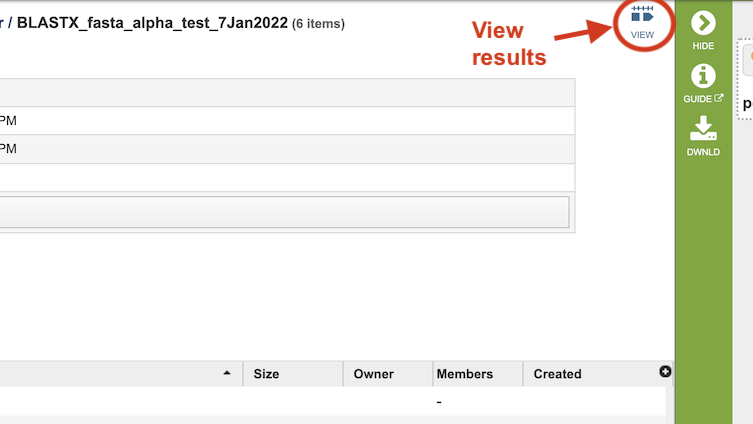 r / BLASTX_fasta_alpha_test_7Jan2022 (6 items)
VIEW
View
results
HIDE
GUIDE
DWNLD
p
PM
PM
Size Owner Members Created
-